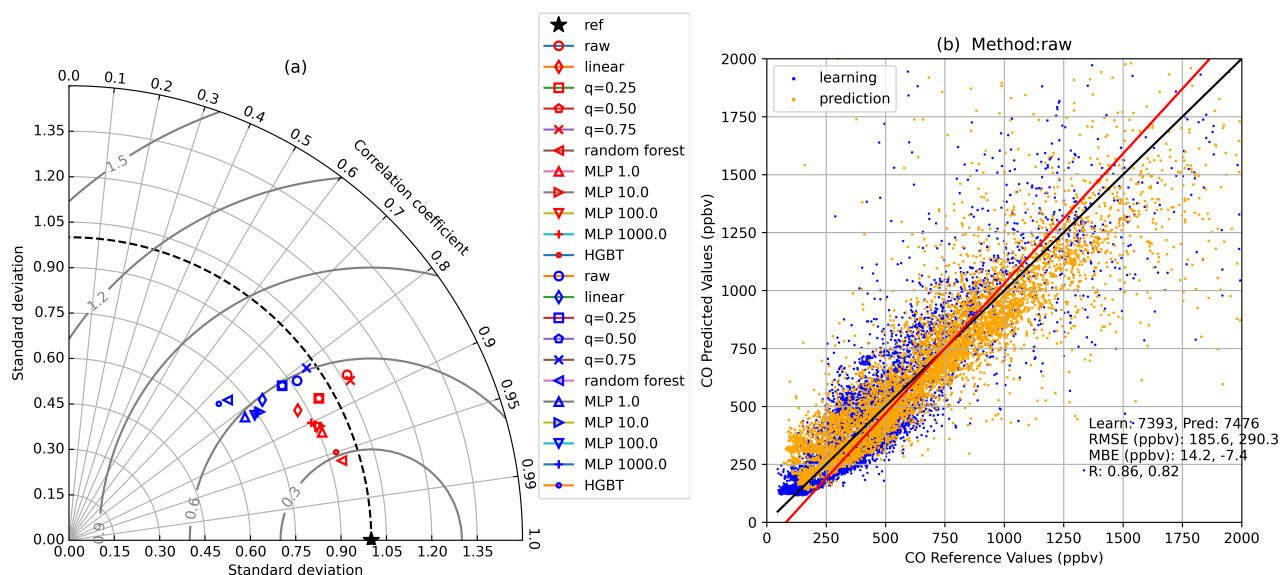 (a)
0.0 0.1 0.2 0.3 0.4 0.5 0.6 0.7 0.8 0.9 0.95 0.99 1.0
Correlation coefficient
1.35
1.20
1.05
0.90
0.75
0.60
0.45
0.30
0.15
0.00
Standard deviation
1.5
1.2
0.9
0.6
0.3
0.00 0.15 0.30 0.45 0.60 0.75 0.90 1.05 1.20 1.35
Standard deviation
ref
raw
linear
q=0.25
q=0.50
q=0.75
random forest
MLP 1.0
MLP 10.0
MLP 100.0
MLP 1000.0
HGBT
raw
linear
q=0.25
q=0.50
q=0.75
random forest
MLP 1.0
MLP 10.0
MLP 100.0
MLP 1000.0
HGBT
(b) Method:raw
learning
prediction
2000
1750
1500
1250
1000
750
500
250
0
CO Predicted Values (ppbv)
Learn: 7393, Pred: 7476
RMSE (ppbv): 185.6, 290.3
MBE (ppbv): 14.2, -7.4
R: 0.86, 0.82
0 250 500 750 1000 1250 1500 1750 2000
CO Reference Values (ppbv)